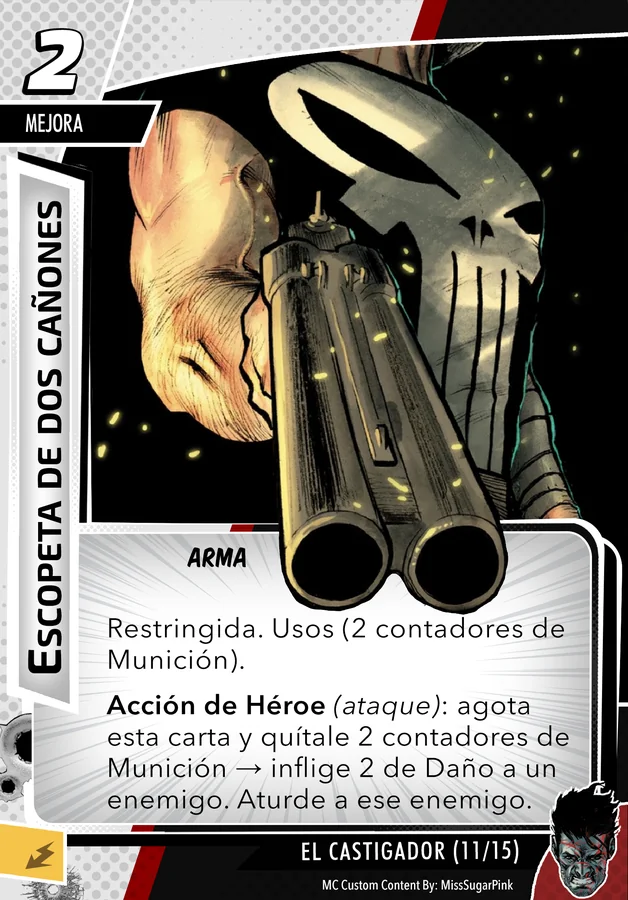 2
MEJORA
ESCOPETA DE DOS CAÑONES
ARMA
Restringida. Usos (2 contadores de
Munición).
Acción de Héroe (ataque): agota
esta carta y quítale 2 contadores de
Munición → inflige 2 de Daño a un
enemigo. Aturde a ese enemigo.
EL CASTIGADOR (11/15)
MC Custom Content By: MissSugarPink